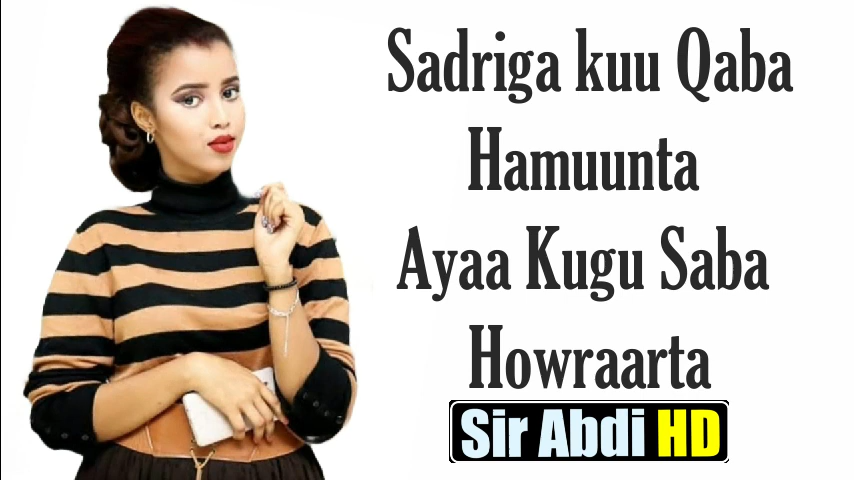 Sadriga kuu Qaba
Hamuunta
Ayaa Kugu Saba
Howraarta
Sir Abdi HD